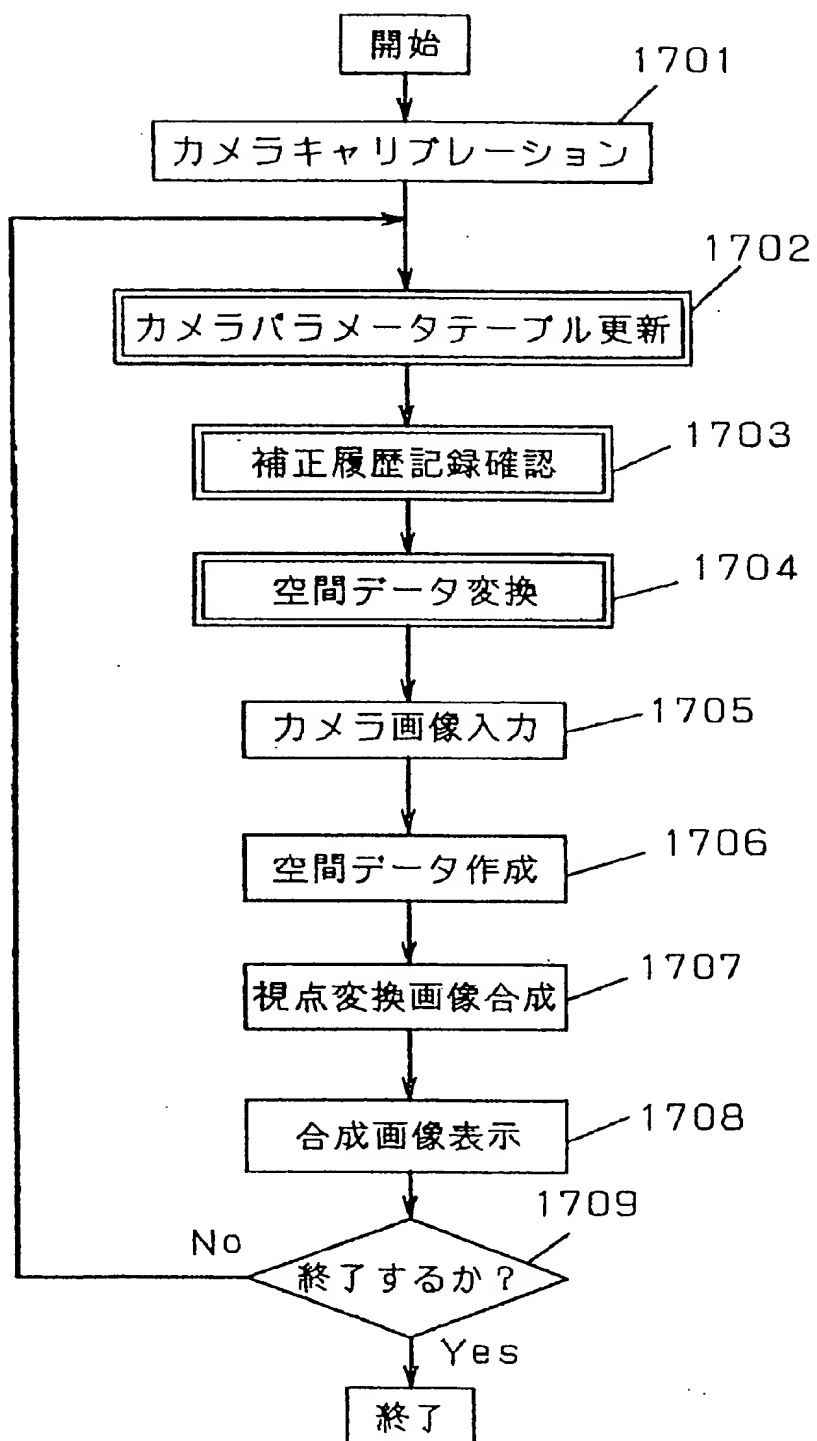 開始
1701
カメラキャリブレーション
1702
カメラパラメータテーブル更新
1703
補正履歴記録確認
1704
空間データ変換
1705
カメラ画像入力
1706
空間データ作成
1707
視点変換画像合成
1708
合成画像表示
1709
No
終了するか?
Yes
終了